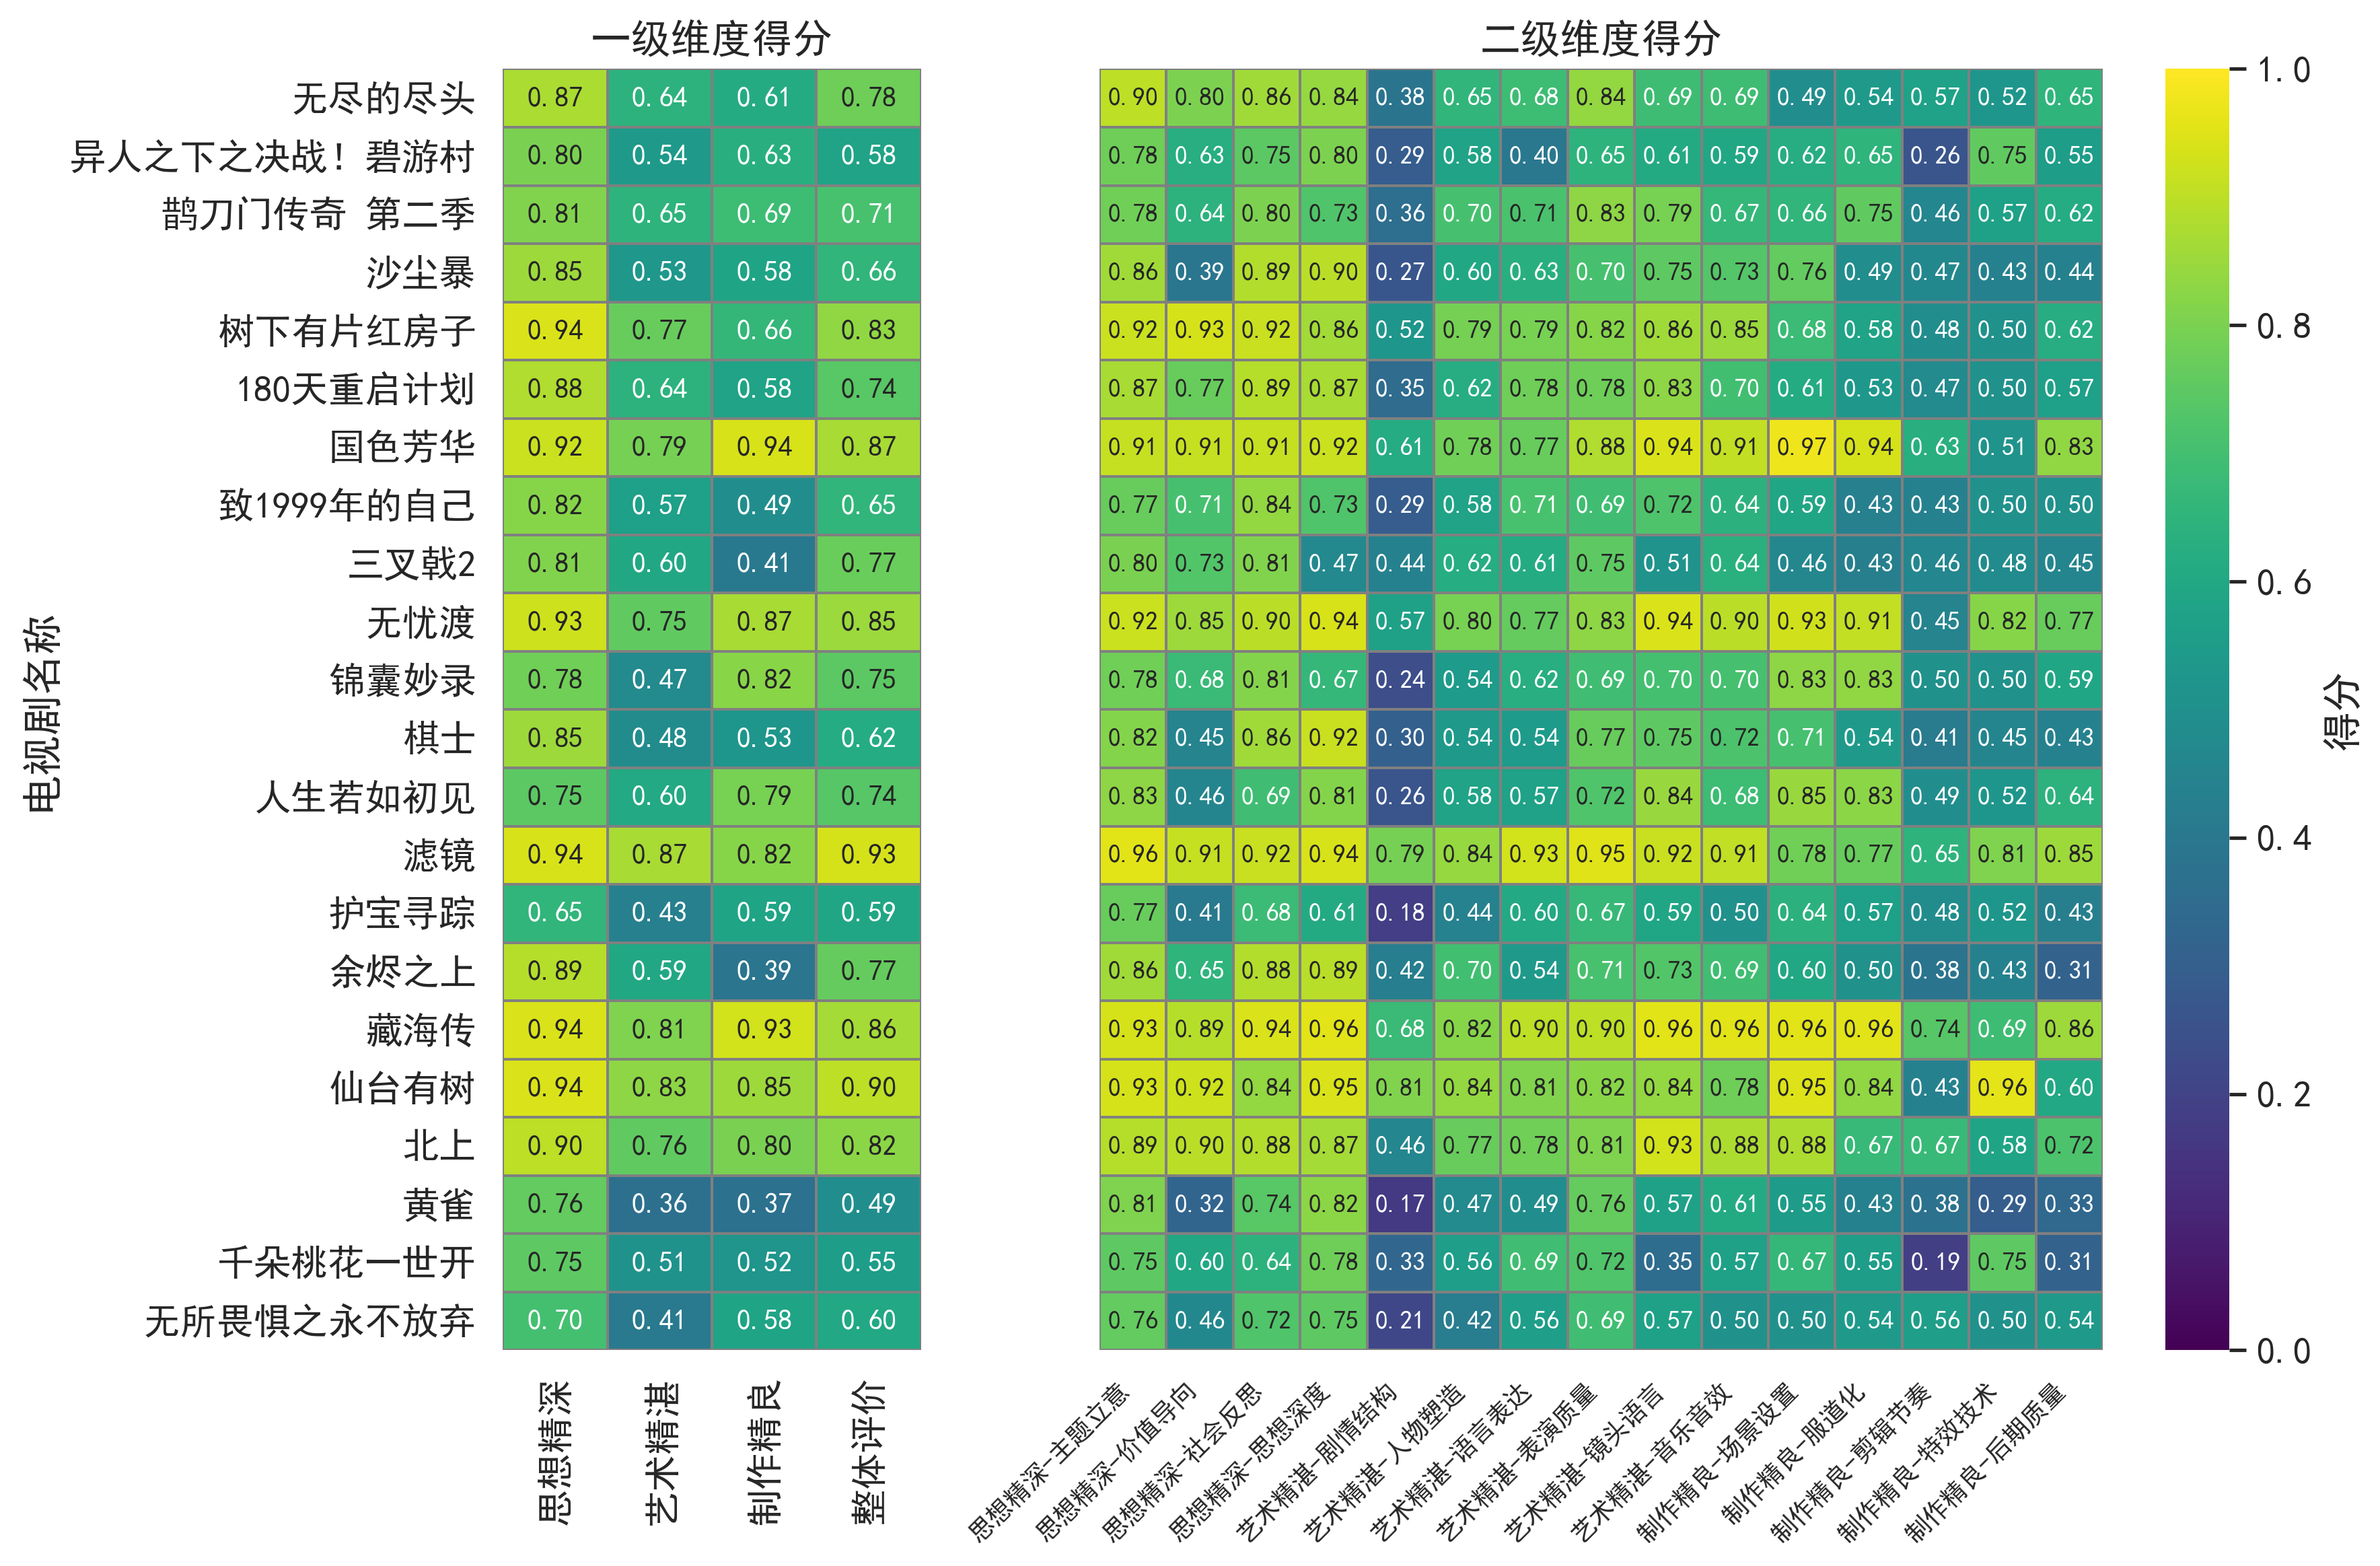 一级维度得分 二级维度得分
无尽的尽头 0.87 0.64 0.61 0.78 0.90 0.80 0.86 0.84 0.38 0.65 0.68 0.84 0.69 0.69 0.49 0.54 0.57 0.52 0.65
异人之下之决战！碧游村 0.80 0.54 0.63 0.58 0.78 0.63 0.75 0.80 0.29 0.58 0.40 0.65 0.61 0.59 0.62 0.65 0.26 0.75 0.55
鹊刀门传奇 第二季 0.81 0.65 0.69 0.71 0.78 0.64 0.80 0.73 0.36 0.70 0.71 0.83 0.79 0.67 0.66 0.75 0.46 0.57 0.62
沙尘暴 0.85 0.53 0.58 0.66 0.86 0.39 0.89 0.90 0.27 0.60 0.63 0.70 0.75 0.73 0.76 0.49 0.47 0.43 0.44
树下有片红房子 0.94 0.77 0.66 0.83 0.92 0.93 0.92 0.86 0.52 0.79 0.79 0.82 0.86 0.85 0.68 0.58 0.48 0.50 0.62
180天重启计划 0.88 0.64 0.58 0.74 0.87 0.77 0.89 0.87 0.35 0.62 0.78 0.78 0.83 0.70 0.61 0.53 0.47 0.50 0.57
国色芳华 0.92 0.79 0.94 0.87 0.91 0.91 0.91 0.92 0.61 0.78 0.77 0.88 0.94 0.91 0.97 0.94 0.63 0.51 0.83
致1999年的自己 0.82 0.57 0.49 0.65 0.77 0.71 0.84 0.73 0.29 0.58 0.71 0.69 0.72 0.64 0.59 0.43 0.43 0.50 0.50
三叉戟2 0.81 0.60 0.41 0.77 0.80 0.73 0.81 0.47 0.44 0.62 0.61 0.75 0.51 0.64 0.46 0.43 0.46 0.48 0.45
无忧渡 0.93 0.75 0.87 0.85 0.92 0.85 0.90 0.94 0.57 0.80 0.77 0.83 0.94 0.90 0.93 0.91 0.45 0.82 0.77
锦囊妙录 0.78 0.47 0.82 0.75 0.78 0.68 0.81 0.67 0.24 0.54 0.62 0.69 0.70 0.70 0.83 0.83 0.50 0.50 0.59
棋士 0.85 0.48 0.53 0.62 0.82 0.45 0.86 0.92 0.30 0.54 0.54 0.77 0.75 0.72 0.71 0.54 0.41 0.45 0.43
人生若如初见 0.75 0.60 0.79 0.74 0.83 0.46 0.69 0.81 0.26 0.58 0.57 0.72 0.84 0.68 0.85 0.83 0.49 0.52 0.64
滤镜 0.94 0.87 0.82 0.93 0.96 0.91 0.92 0.94 0.79 0.84 0.93 0.95 0.92 0.91 0.78 0.77 0.65 0.81 0.85
护宝寻踪 0.65 0.43 0.59 0.59 0.77 0.41 0.68 0.61 0.18 0.44 0.60 0.67 0.59 0.50 0.64 0.57 0.48 0.52 0.43
余烬之上 0.89 0.59 0.39 0.77 0.86 0.65 0.88 0.89 0.42 0.70 0.54 0.71 0.73 0.69 0.60 0.50 0.38 0.43 0.31
藏海传 0.94 0.81 0.93 0.86 0.93 0.89 0.94 0.96 0.68 0.82 0.90 0.90 0.96 0.96 0.96 0.96 0.74 0.69 0.86
仙台有树 0.94 0.83 0.85 0.90 0.93 0.92 0.84 0.95 0.81 0.84 0.81 0.82 0.84 0.78 0.95 0.84 0.43 0.96 0.60
北上 0.90 0.76 0.80 0.82 0.89 0.90 0.88 0.87 0.46 0.77 0.78 0.81 0.93 0.88 0.88 0.67 0.67 0.58 0.72
黄雀 0.76 0.36 0.37 0.49 0.81 0.32 0.74 0.82 0.17 0.47 0.49 0.76 0.57 0.61 0.55 0.43 0.38 0.29 0.33
千朵桃花一世开 0.75 0.51 0.52 0.55 0.75 0.60 0.64 0.78 0.33 0.56 0.69 0.72 0.35 0.57 0.67 0.55 0.19 0.75 0.31
无所畏惧之永不放弃 0.70 0.41 0.58 0.60 0.76 0.46 0.72 0.75 0.21 0.42 0.56 0.69 0.57 0.50 0.50 0.54 0.56 0.50 0.54
电视剧名称
思想精深
艺术精湛
制作精良
整体评价
思想精深-主题立意
思想精深-价值导向
思想精深-社会反思
思想精深-思想深度
艺术精湛-剧情结构
艺术精湛-人物塑造
艺术精湛-语言表达
艺术精湛-表演质量
艺术精湛-镜头语言
艺术精湛-音乐音效
制作精良-场景设置
制作精良-服道化
制作精良-剪辑节奏
制作精良-特效技术
制作精良-后期质量
1.0
0.8
0.6
0.4
0.2
0.0
得分